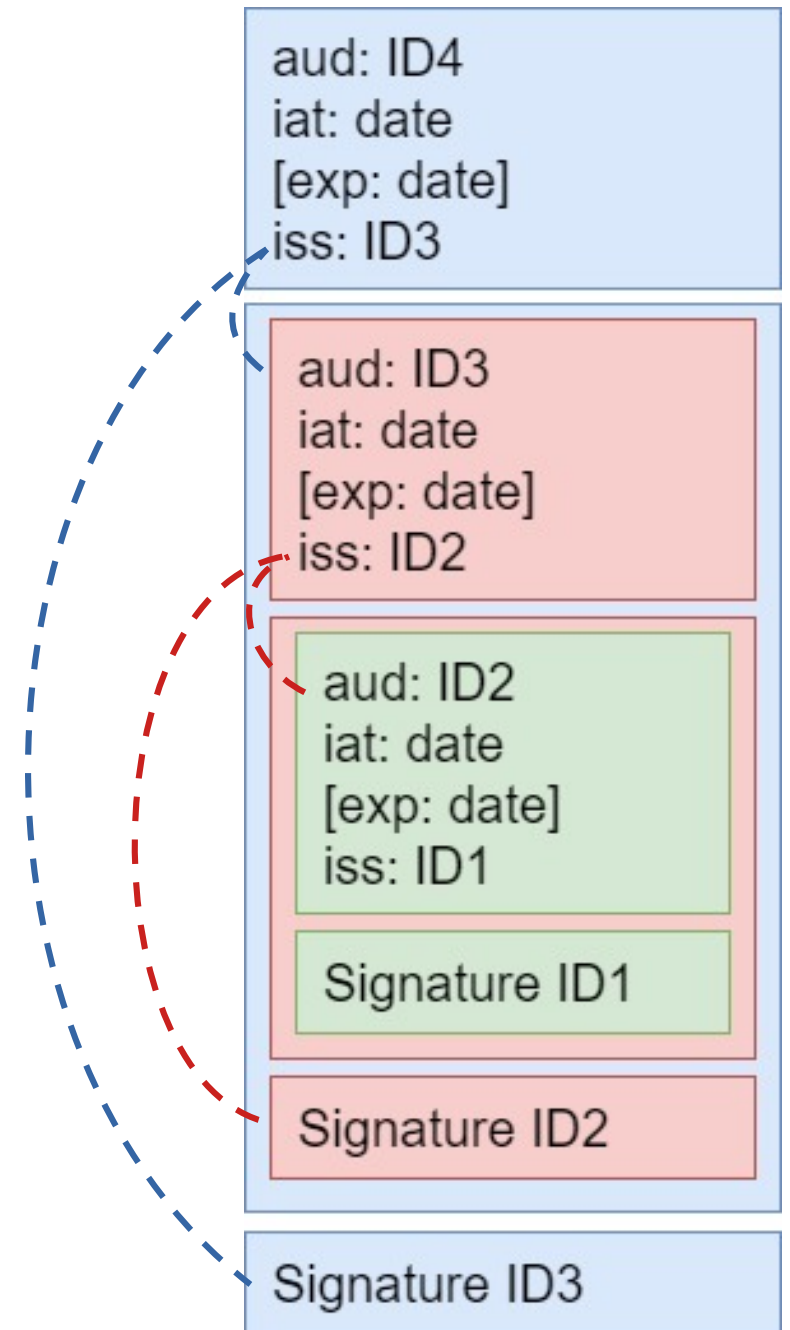 aud: ID4
iat: date
[exp: date]
iss: ID3
aud: ID3
iat: date
[exp: date]
iss: ID2
aud: ID2
iat: date
[exp: date]
iss: ID1
Signature ID1
Signature ID2
Signature ID3